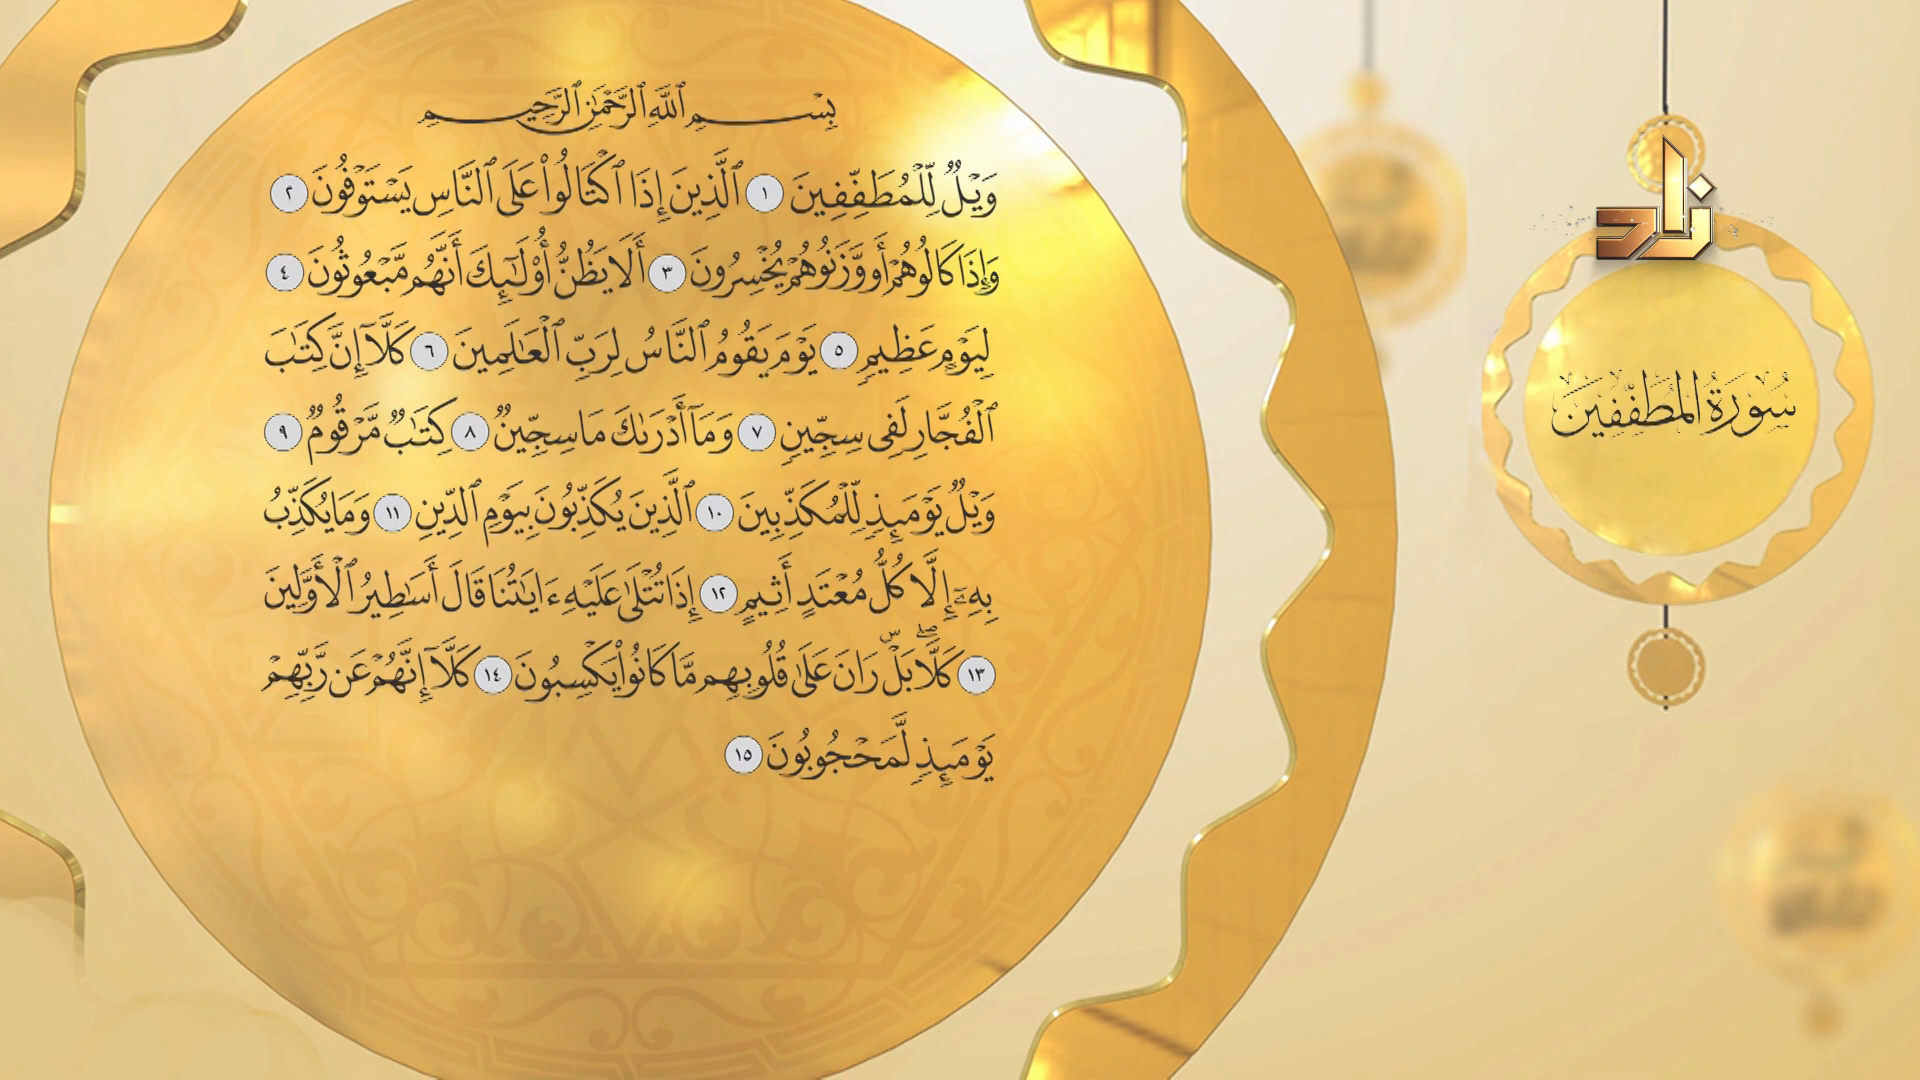 بِسْمِ ٱللَّهِ ٱلرَّحْمَٰنِ ٱلرَّحِيمِ
وَيْلٌ لِّلْمُطَفِّفِينَ ١ ٱلَّذِينَ إِذَا ٱكْتَالُوا۟ عَلَى ٱلنَّاسِ يَسْتَوْفُونَ ٢
وَإِذَا كَالُوهُمْ أَو وَّزَنُوهُمْ يُخْسِرُونَ ٣ أَلَا يَظُنُّ أُو۟لَٰٓئِكَ أَنَّهُم مَّبْعُوثُونَ ٤
لِيَوْمٍ عَظِيمٍ ٥ يَوْمَ يَقُومُ ٱلنَّاسُ لِرَبِّ ٱلْعَٰلَمِينَ ٦ كَلَّآ إِنَّ كِتَٰبَ
ٱلْفُجَّارِ لَفِى سِجِّينٍ ٧ وَمَآ أَدْرَىٰكَ مَا سِجِّينٌ ٨ كِتَٰبٌ مَّرْقُومٌ ٩
وَيْلٌ يَوْمَئِذٍ لِّلْمُكَذِّبِينَ ١٠ ٱلَّذِينَ يُكَذِّبُونَ بِيَوْمِ ٱلدِّينِ ١١ وَمَا يُكَذِّبُ
بِهِۦٓ إِلَّا كُلُّ مُعْتَدٍ أَثِيمٍ ١٢ إِذَا تُتْلَىٰ عَلَيْهِ ءَايَٰتُنَا قَالَ أَسَٰطِيرُ ٱلْأَوَّلِينَ
١٣ كَلَّا ۖ بَلْ ۜ رَانَ عَلَىٰ قُلُوبِهِم مَّا كَانُوا۟ يَكْسِبُونَ ١٤ كَلَّآ إِنَّهُمْ عَن رَّبِّهِمْ
يَوْمَئِذٍ لَّمَحْجُوبُونَ ١٥
سُورَةُ المُطَفِّفِينَ